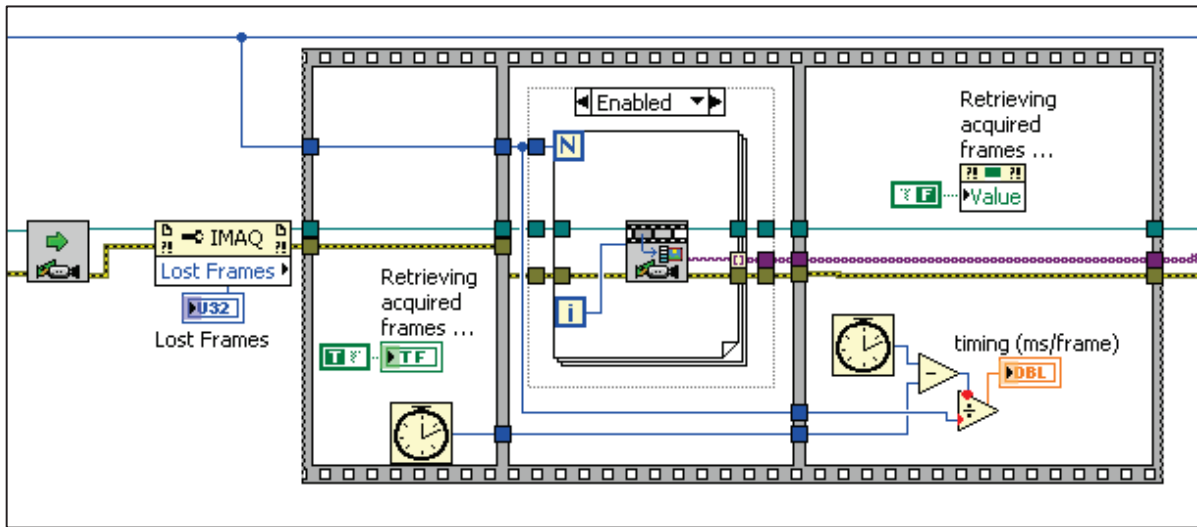 Enabled
N
Retrieving
acquired
frames ...
?! ?!
F
Value
IMAQ
?! ?!
Lost Frames
U32
Lost Frames
Retrieving
acquired
frames ...
T
TF
i
[]
timing (ms/frame)
DBL
−
÷